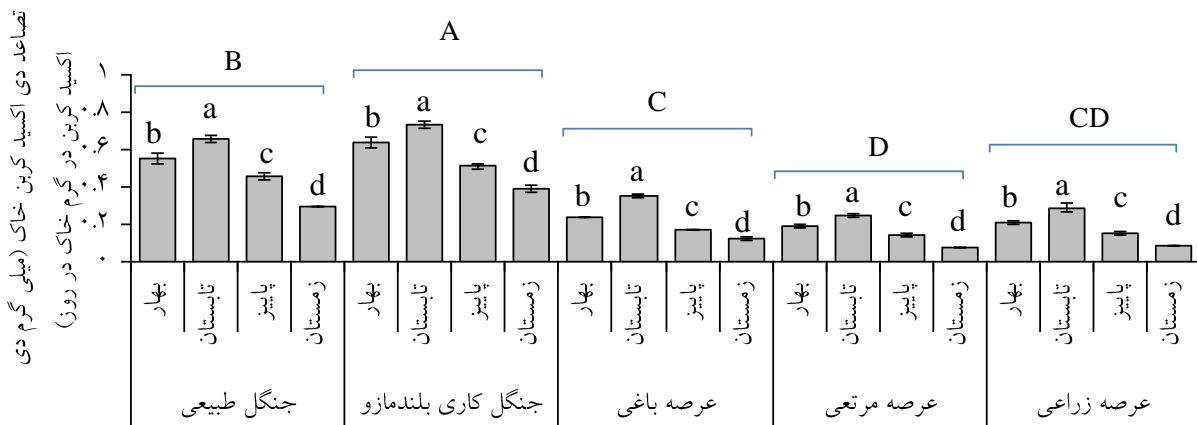 تصاعد دی اکسید کربن خاک (میلی گرم دی
اکسید کربن در گرم خاک در روز)
۱
۰.۸
۰.۶
۰.۴
۰.۲
۰
B
b a c d
A
b a c d
C
b a c d
D
b a c d
CD
b a c d
بهار تابستان پاییز زمستان
بهار تابستان پاییز زمستان
بهار تابستان پاییز زمستان
بهار تابستان پاییز زمستان
بهار تابستان پاییز زمستان
جنگل طبیعی
جنگل کاری بلندمازو
عرصه باغی
عرصه مرتعی
عرصه زراعی